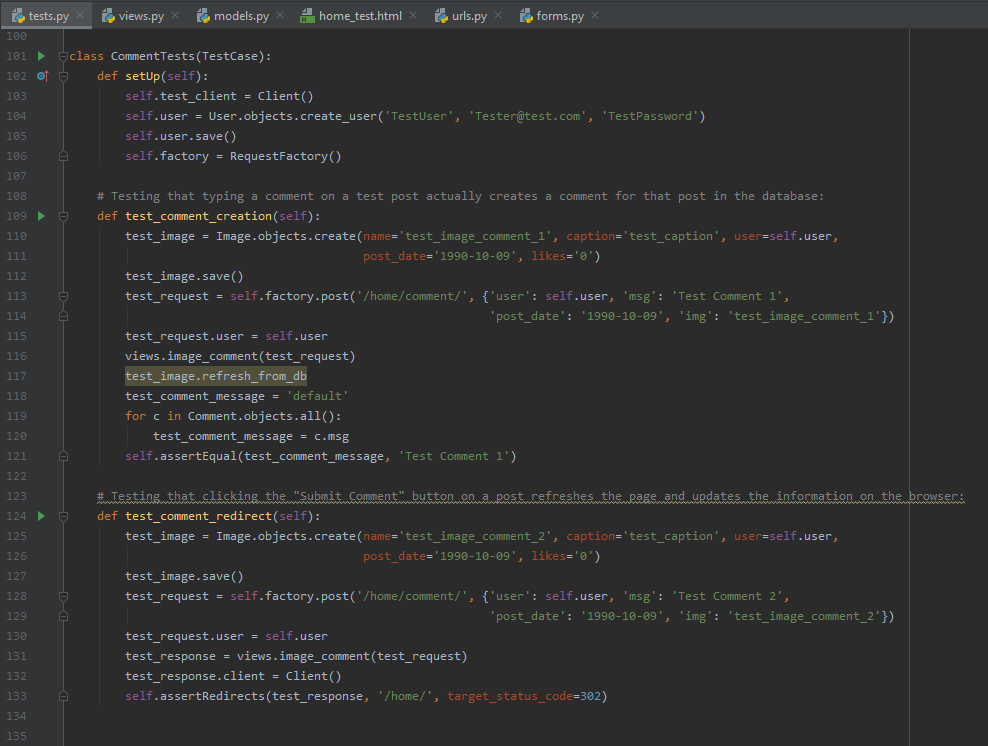 tests.py views.py models.py home_test.html urls.py forms.py
100
101 class CommentTests(TestCase):
102     def setUp(self):
103         self.test_client = Client()
104         self.user = User.objects.create_user('TestUser', 'Tester@test.com', 'TestPassword')
105         self.user.save()
106         self.factory = RequestFactory()
107
108     # Testing that typing a comment on a test post actually creates a comment for that post in the database:
109     def test_comment_creation(self):
110         test_image = Image.objects.create(name='test_image_comment_1', caption='test_caption', user=self.user,
111                                           post_date='1990-10-09', likes='0')
112         test_image.save()
113         test_request = self.factory.post('/home/comment/', {'user': self.user, 'msg': 'Test Comment 1',
114                                                             'post_date': '1990-10-09', 'img': 'test_image_comment_1'})
115         test_request.user = self.user
116         views.image_comment(test_request)
117         test_image.refresh_from_db
118         test_comment_message = 'default'
119         for c in Comment.objects.all():
120             test_comment_message = c.msg
121         self.assertEqual(test_comment_message, 'Test Comment 1')
122
123     # Testing that clicking the "Submit Comment" button on a post refreshes the page and updates the information on the browser:
124     def test_comment_redirect(self):
125         test_image = Image.objects.create(name='test_image_comment_2', caption='test_caption', user=self.user,
126                                           post_date='1990-10-09', likes='0')
127         test_image.save()
128         test_request = self.factory.post('/home/comment/', {'user': self.user, 'msg': 'Test Comment 2',
129                                                             'post_date': '1990-10-09', 'img': 'test_image_comment_2'})
130         test_request.user = self.user
131         test_response = views.image_comment(test_request)
132         test_response.client = Client()
133         self.assertRedirects(test_response, '/home/', target_status_code=302)
134
135